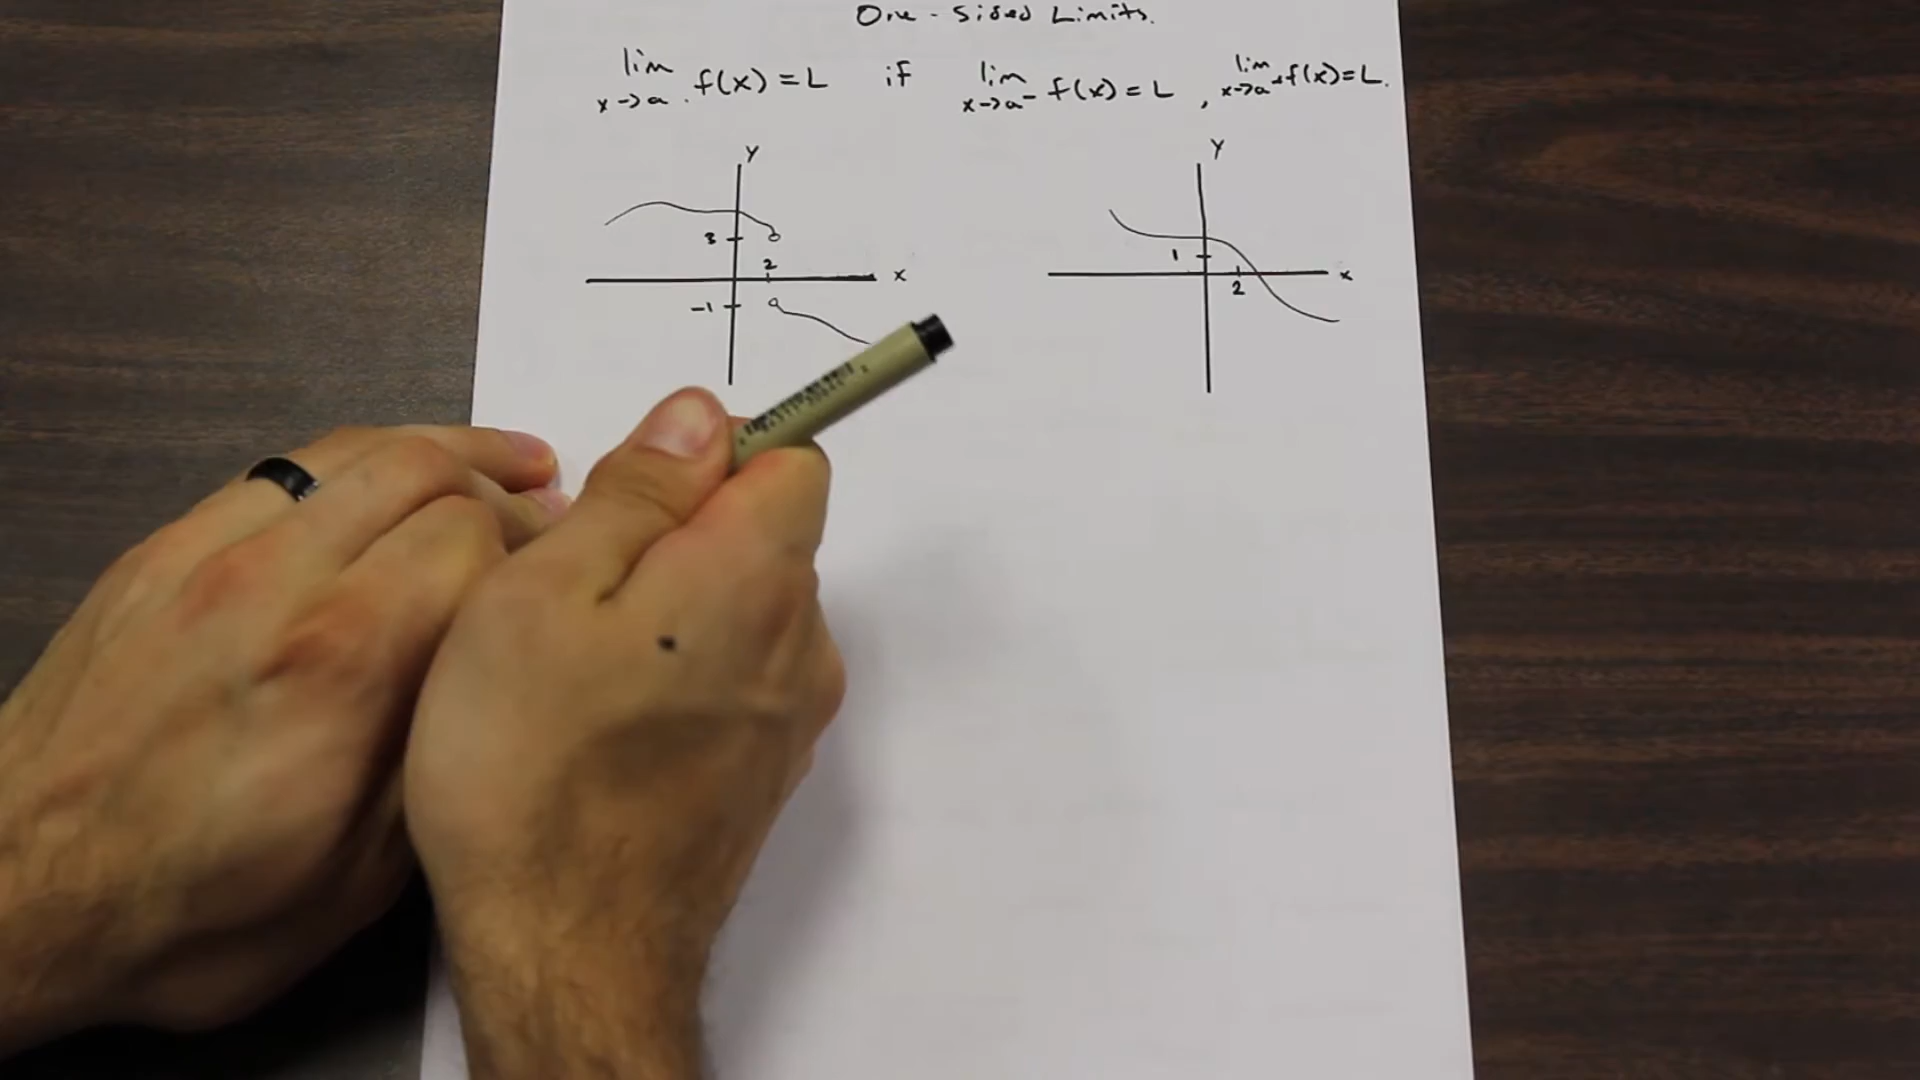 One-Sided Limits.
lim x→a f(x) = L if lim x→a⁻ f(x) = L, lim x→a⁺ f(x) = L.
y
3
2
x
-1
y
1
2
x